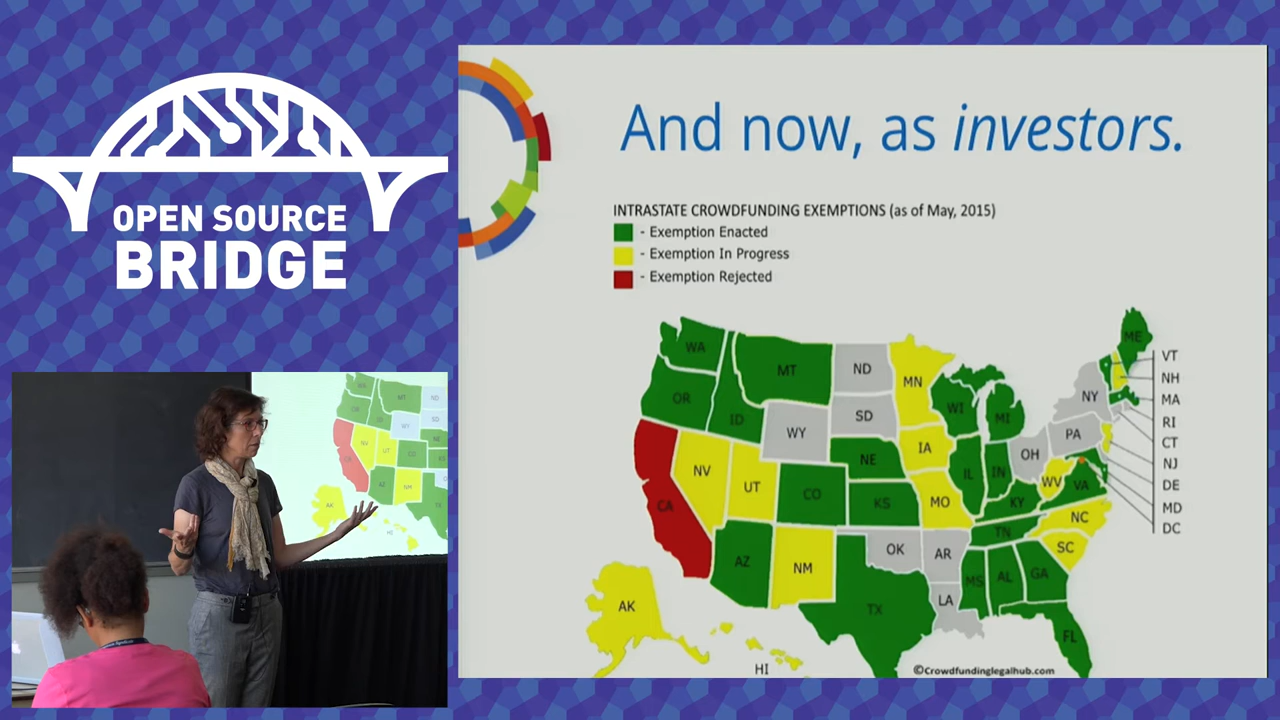 OPEN SOURCE
BRIDGE
And now, as investors.
INTRASTATE CROWDFUNDING EXEMPTIONS (as of May, 2015)
- Exemption Enacted
- Exemption In Progress
- Exemption Rejected
WA
MT
ND
MN
ME
VT
NH
MA
RI
CT
NJ
DE
MD
DC
OR
ID
WY
SD
WI
MI
NY
PA
NV
UT
CO
NE
IA
IL
IN
OH
WV
VA
CA
KS
MO
KY
NC
TN
SC
AZ
NM
OK
AR
MS
AL
GA
TX
LA
FL
AK
HI
©Crowdfundinglegalhub.com